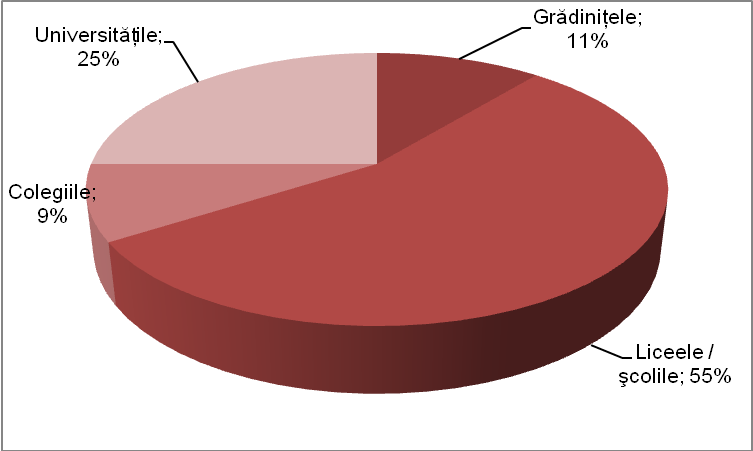 Grădinițele;
11%
Universitățile;
25%
Colegiile;
9%
Liceele /
şcolile; 55%